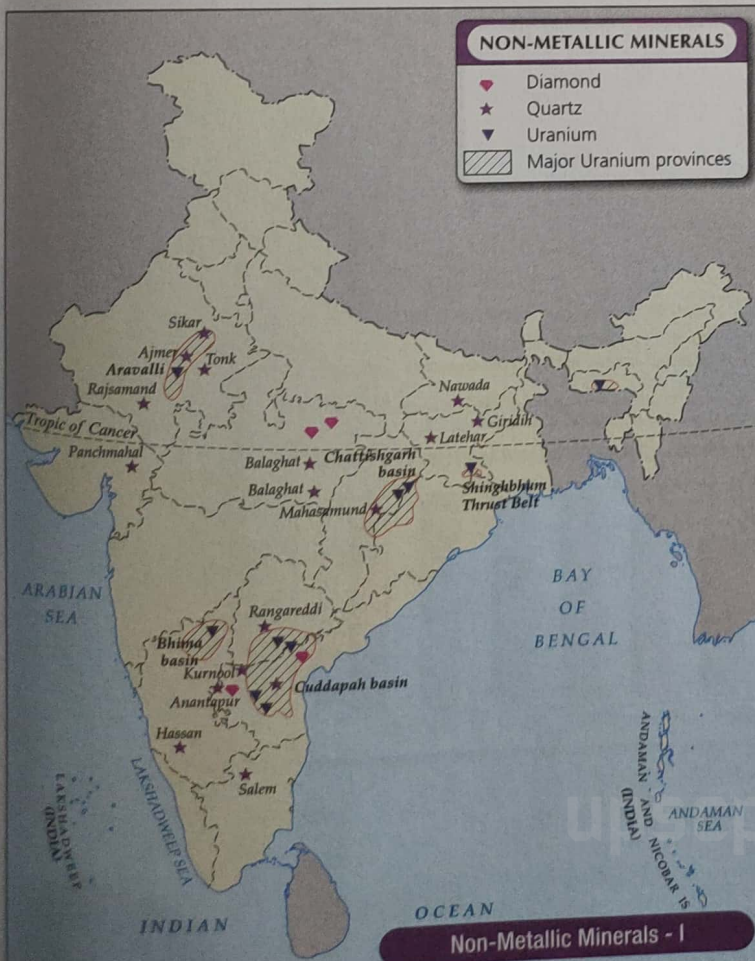 NON-METALLIC MINERALS
Diamond
Quartz
Uranium
Major Uranium provinces
Sikar
Ajmer
Tonk
Aravalli
Rajsamand
Nawada
Giridih
Tropic of Cancer
Latehar
Panchmahal
Balaghat
Chattishgarh
basin
Balaghat
Shinghbhum
Thrust Belt
Mahasamund
ARABIAN
SEA
BAY
OF
BENGAL
Rangareddi
Bhima
basin
Kurnool
Cuddapah basin
Anantapur
Hassan
Salem
LAKSHADWEEP
(INDIA)
LAKSHADWEEP SEA
ANDAMAN AND NICOBAR IS
(INDIA)
ANDAMAN
SEA
INDIAN
OCEAN
Non-Metallic Minerals - I